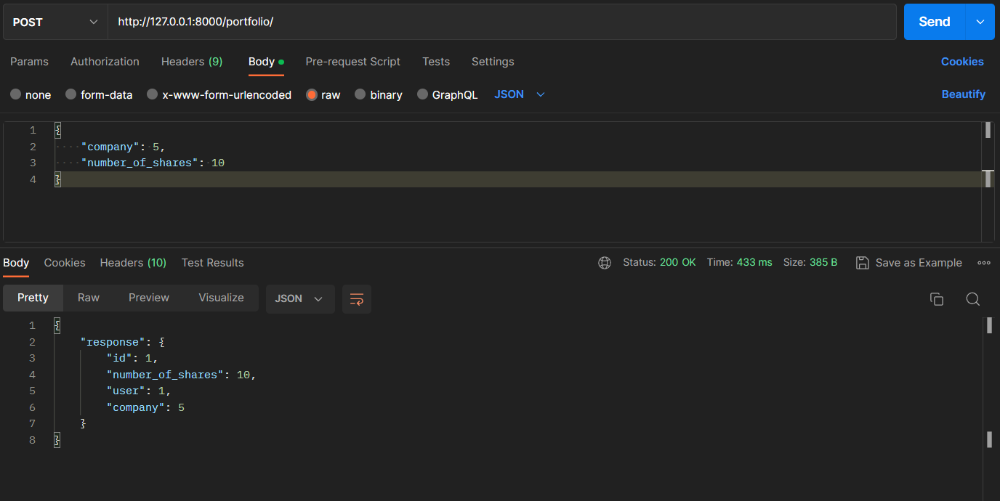 POST http://127.0.0.1:8000/portfolio/ Send
Params Authorization Headers (9) Body Pre-request Script Tests Settings Cookies
none form-data x-www-form-urlencoded raw binary GraphQL JSON Beautify
1 {
2 "company": 5,
3 "number_of_shares": 10
4 }
Body Cookies Headers (10) Test Results Status: 200 OK Time: 433 ms Size: 385 B Save as Example
Pretty Raw Preview Visualize JSON
1 {
2 "response": {
3 "id": 1,
4 "number_of_shares": 10,
5 "user": 1,
6 "company": 5
7 }
8 }